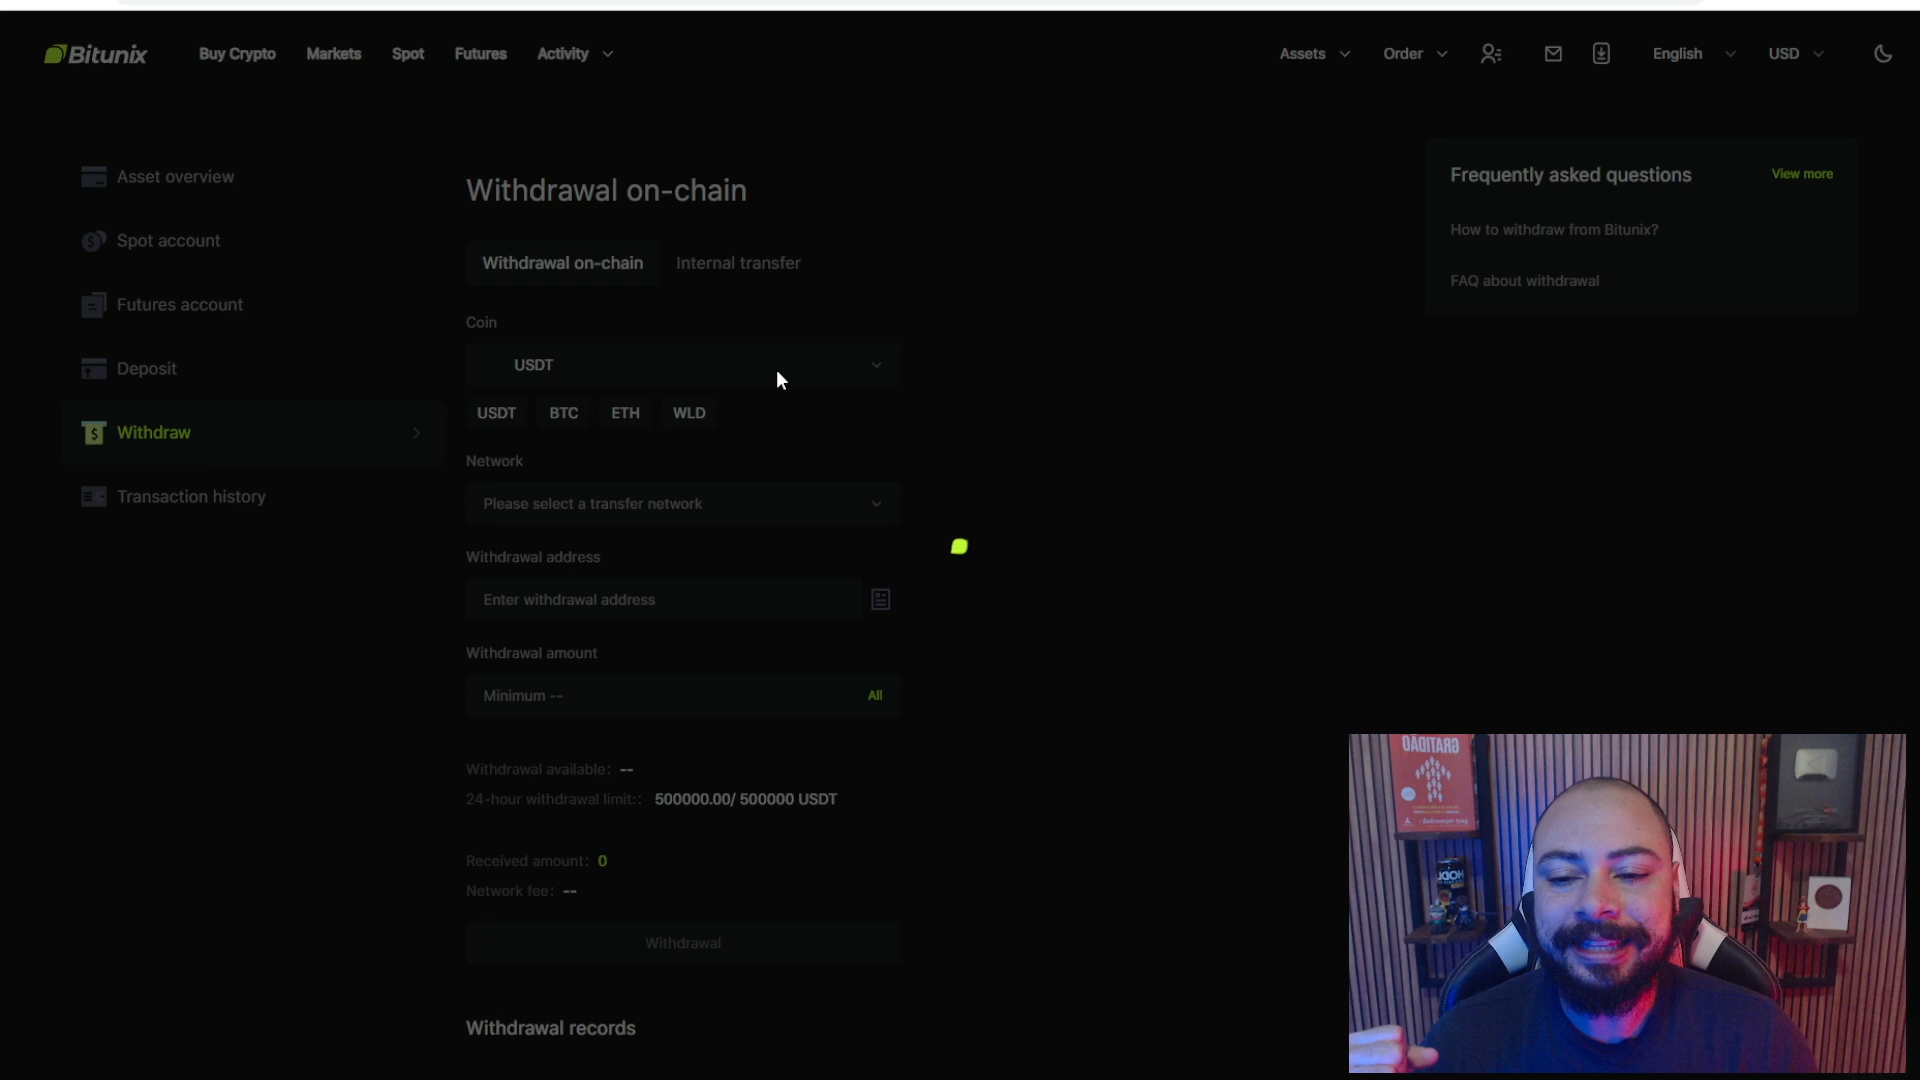 Bitunix
Buy Crypto Markets Spot Futures Activity
Assets Order English USD
Asset overview
Spot account
Futures account
Deposit
Withdraw
Transaction history
Withdrawal on-chain
Withdrawal on-chain Internal transfer
Coin
USDT
USDT BTC ETH WLD
Network
Please select a transfer network
Withdrawal address
Enter withdrawal address
Withdrawal amount
Minimum -- All
Withdrawal available: --
24-hour withdrawal limit:: 500000.00/ 500000 USDT
Received amount: 0
Network fee: --
Withdrawal
Withdrawal records
Frequently asked questions View more
How to withdraw from Bitunix?
FAQ about withdrawal
GRATIDÃO
HODL